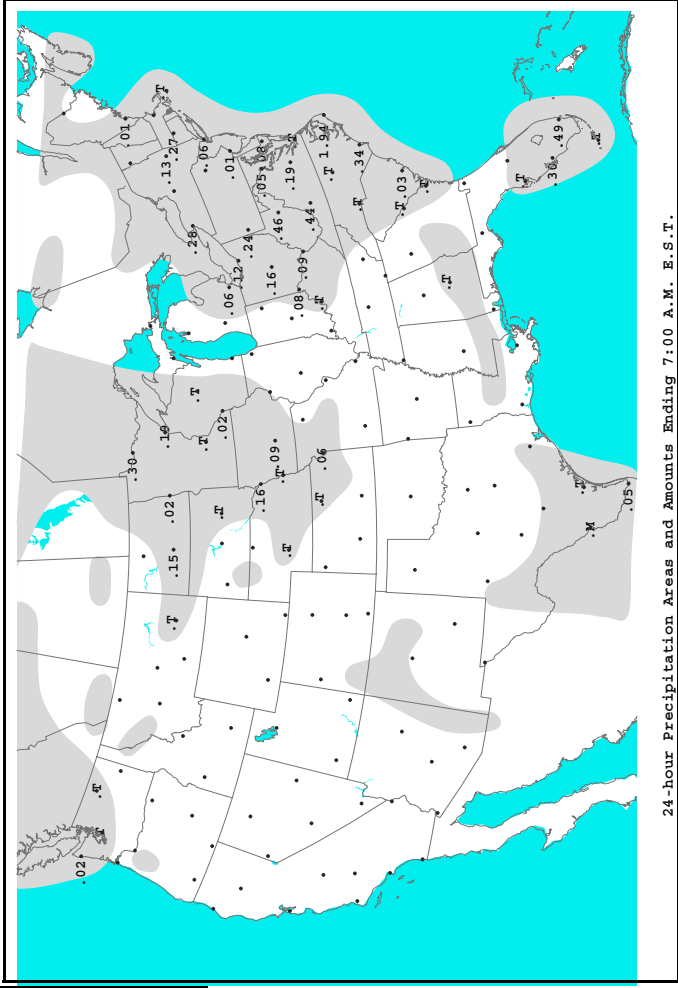 .02
T
T
.01
.30
T
.19
.13
.27
T
.15
.02
.28
T
T
.06
T
.02
.06
.01
.12
.24
.16
.05
.08
.16
T
.09
.46
T
.19
T
.08
.09
.44
T
.06
T
T
1.94
T
.34
T
.03
T
T
T
.30
.49
T
M
T
.05
24-hour Precipitation Areas and Amounts Ending 7:00 A.M. E.S.T.